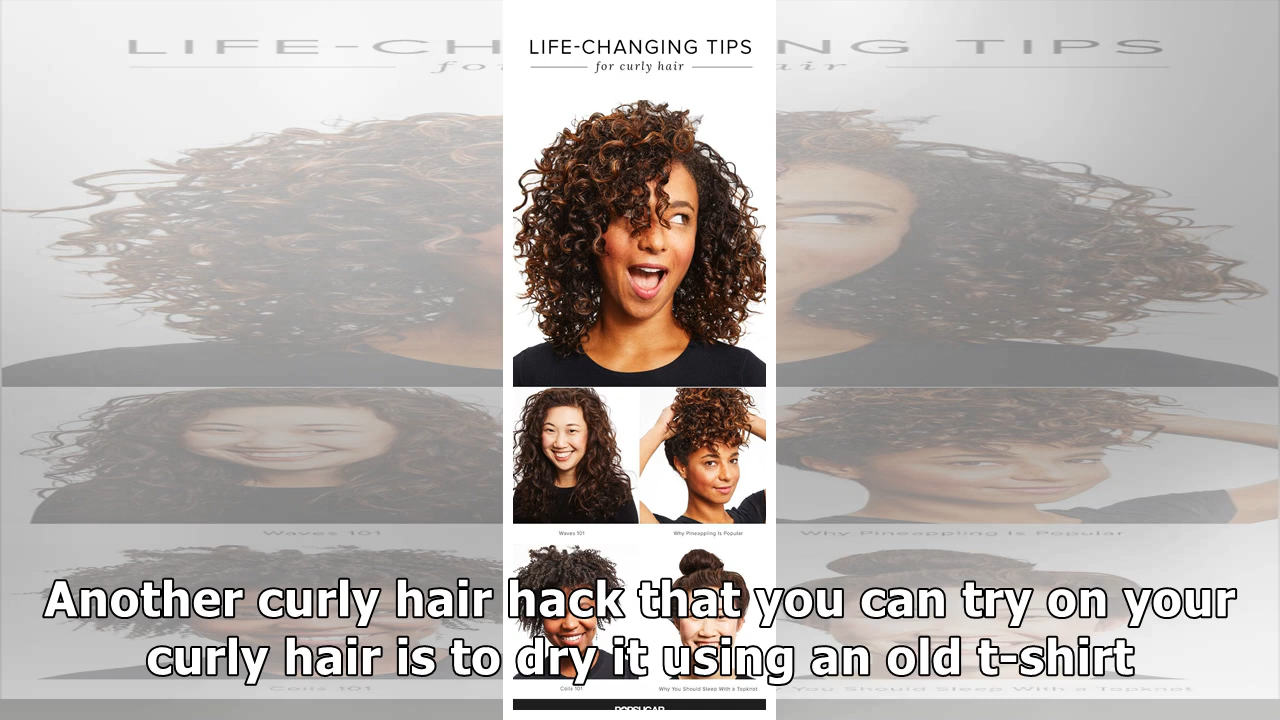 LIFE-CHANGING TIPS
for curly hair
Waves 101
Why Pineappling Is Popular
Another curly hair hack that you can try on your
curly hair is to dry it using an old t-shirt
Coils 101
Why You Should Sleep With a Topknot
POPSUGAR